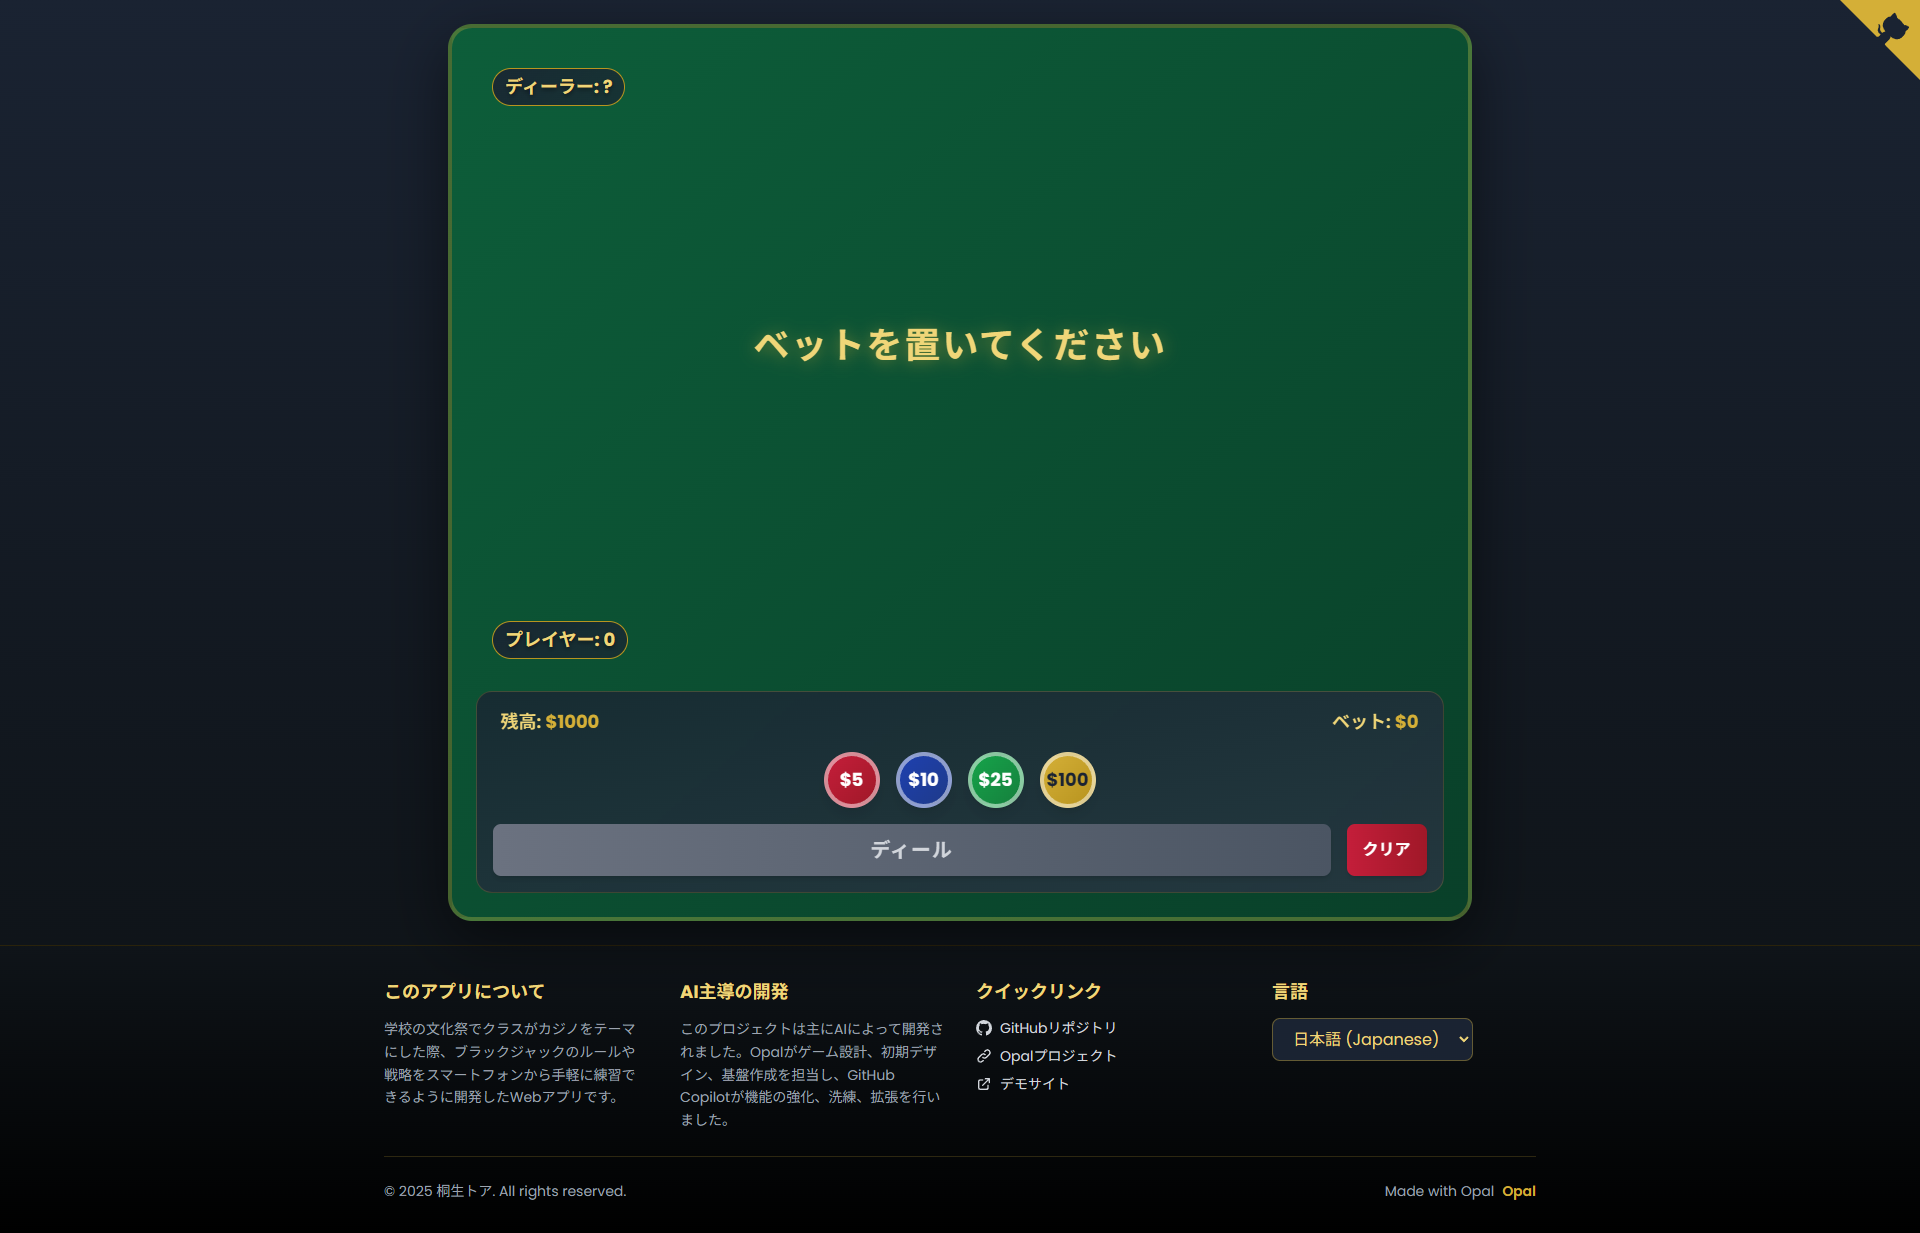 ディーラー: ?
ベットを置いてください
プレイヤー: 0
残高: $1000
ベット: $0
$5
$10
$25
$100
ディール
クリア
このアプリについて
学校の文化祭でクラスがカジノをテーマ
にした際、ブラックジャックのルールや
戦略をスマートフォンから手軽に練習で
きるように開発したWebアプリです。
AI主導の開発
このプロジェクトは主にAIによって開発さ
れました。Opalがゲーム設計、初期デザ
イン、基盤作成を担当し、GitHub
Copilotが機能の強化、洗練、拡張を行い
ました。
クイックリンク
GitHubリポジトリ
Opalプロジェクト
デモサイト
言語
日本語 (Japanese)
© 2025 桐生トア. All rights reserved.
Made with Opal Opal